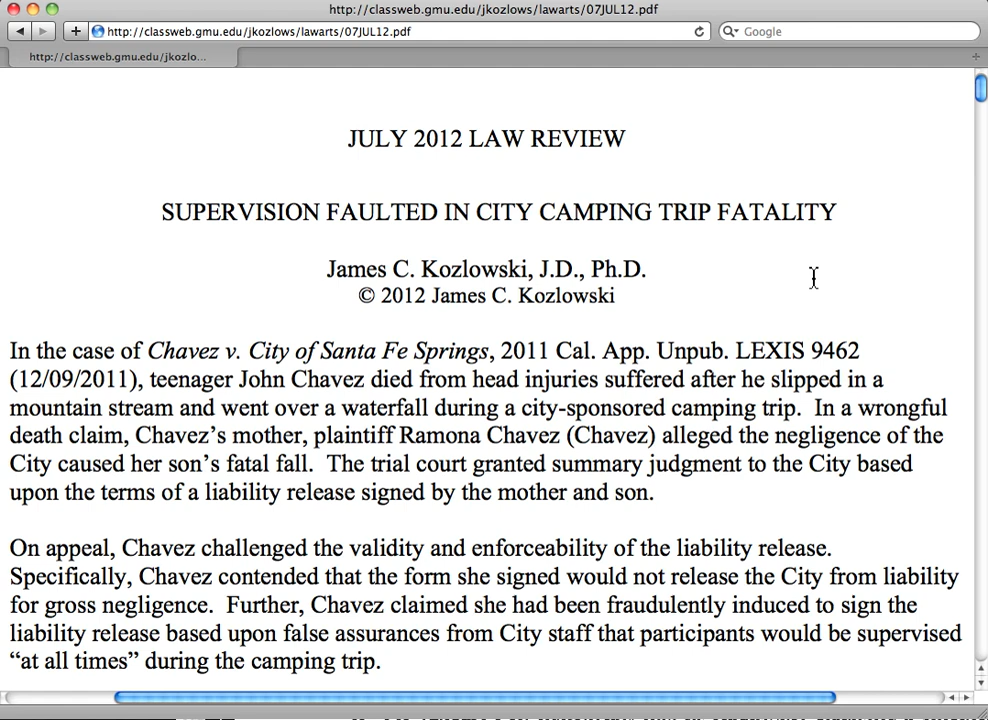 http://classweb.gmu.edu/jkozlows/lawarts/07JUL12.pdf
http://classweb.gmu.edu/jkozlows/lawarts/07JUL12.pdf
Google
http://classweb.gmu.edu/jkozlo...
JULY 2012 LAW REVIEW
SUPERVISION FAULTED IN CITY CAMPING TRIP FATALITY
James C. Kozlowski, J.D., Ph.D.
© 2012 James C. Kozlowski
In the case of Chavez v. City of Santa Fe Springs, 2011 Cal. App. Unpub. LEXIS 9462
(12/09/2011), teenager John Chavez died from head injuries suffered after he slipped in a
mountain stream and went over a waterfall during a city-sponsored camping trip.  In a wrongful
death claim, Chavez’s mother, plaintiff Ramona Chavez (Chavez) alleged the negligence of the
City caused her son’s fatal fall.  The trial court granted summary judgment to the City based
upon the terms of a liability release signed by the mother and son.
On appeal, Chavez challenged the validity and enforceability of the liability release.
Specifically, Chavez contended that the form she signed would not release the City from liability
for gross negligence.  Further, Chavez claimed she had been fraudulently induced to sign the
liability release based upon false assurances from City staff that participants would be supervised
“at all times” during the camping trip.